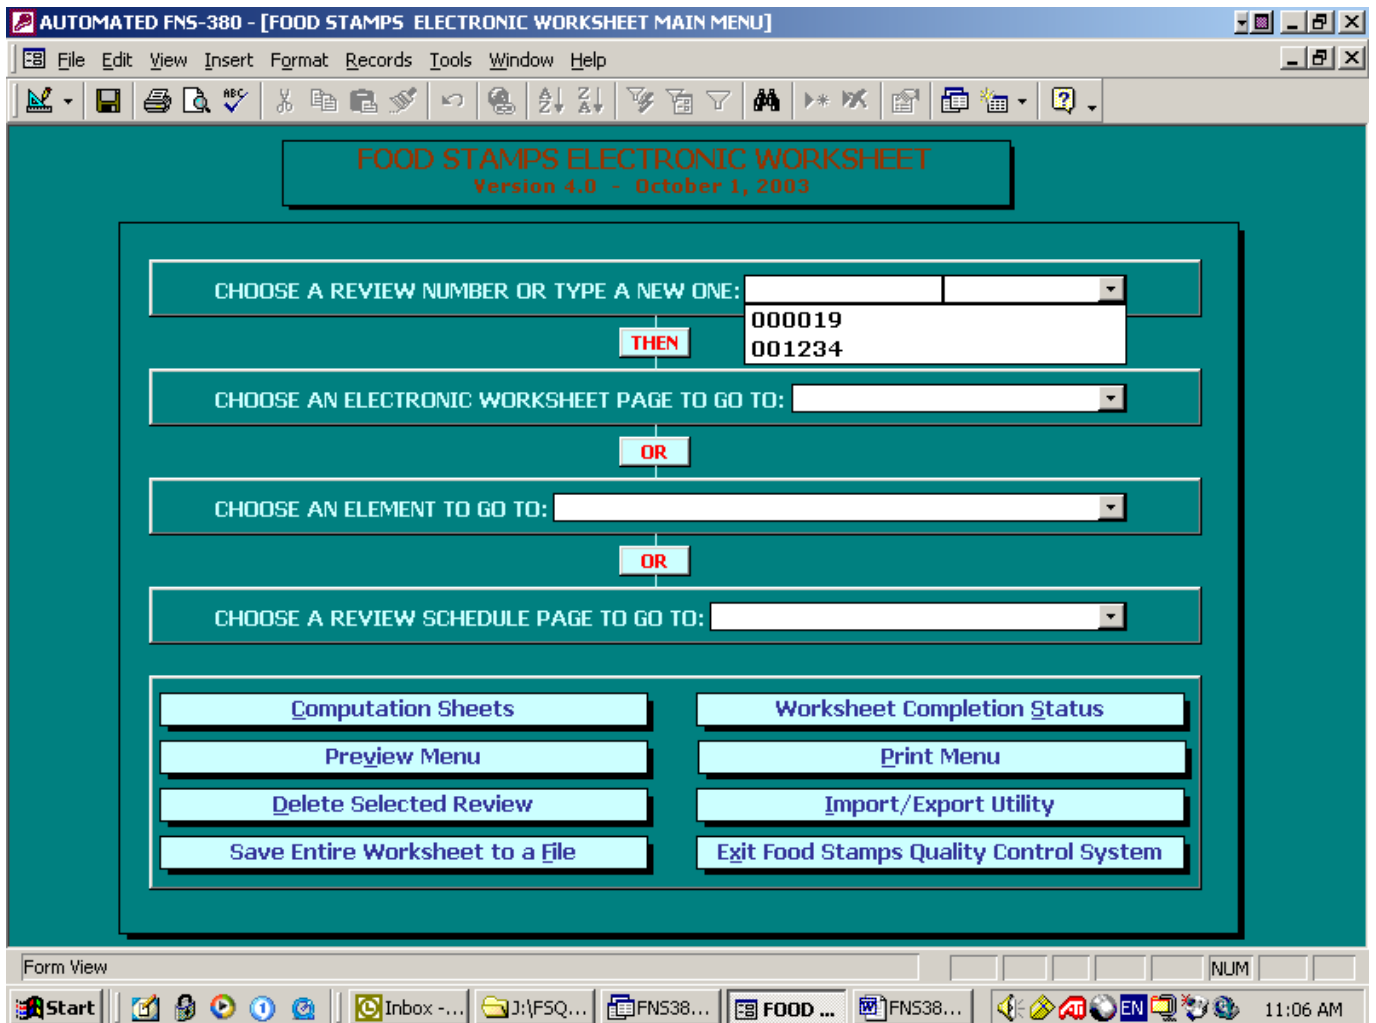 AUTOMATED FNS-380 - [FOOD STAMPS ELECTRONIC WORKSHEET MAIN MENU]
File Edit View Insert Format Records Tools Window Help
FOOD STAMPS ELECTRONIC WORKSHEET
Version 4.0 - October 1, 2003
CHOOSE A REVIEW NUMBER OR TYPE A NEW ONE:
000019
001234
THEN
CHOOSE AN ELECTRONIC WORKSHEET PAGE TO GO TO:
OR
CHOOSE AN ELEMENT TO GO TO:
OR
CHOOSE A REVIEW SCHEDULE PAGE TO GO TO:
Computation Sheets Worksheet Completion Status
Preview Menu Print Menu
Delete Selected Review Import/Export Utility
Save Entire Worksheet to a File Exit Food Stamps Quality Control System
Form View NUM
Start Inbox -... J:\FSQ... FNS38... FOOD ... FNS38... EN 11:06 AM